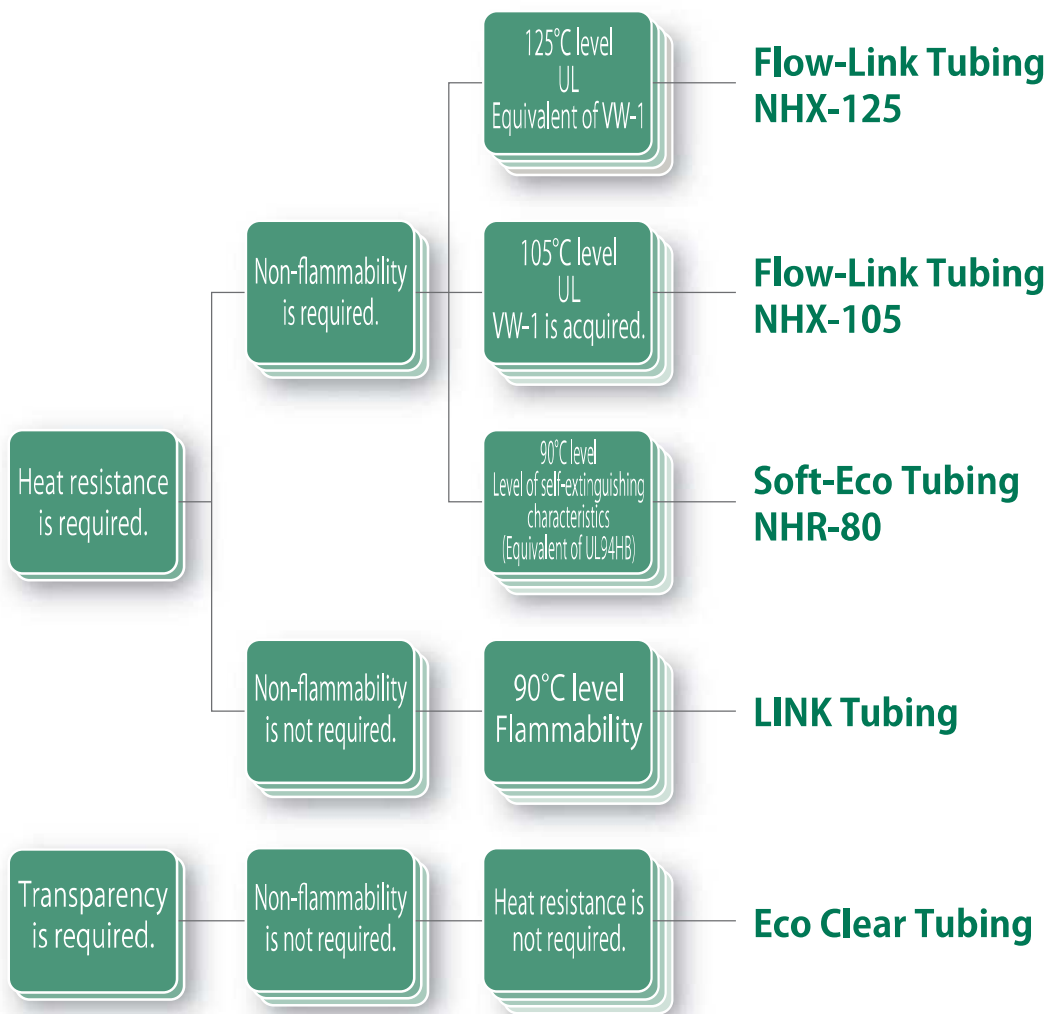 125°C level
UL
Equivalent of VW-1
Flow-Link Tubing
NHX-125
Non-flammability
is required.
105°C level
UL
VW-1 is acquired.
Flow-Link Tubing
NHX-105
Heat resistance
is required.
90°C level
Level of self-extinguishing
characteristics
(Equivalent of UL94HB)
Soft-Eco Tubing
NHR-80
Non-flammability
is not required.
90°C level
Flammability
LINK Tubing
Transparency
is required.
Non-flammability
is not required.
Heat resistance is
not required.
Eco Clear Tubing